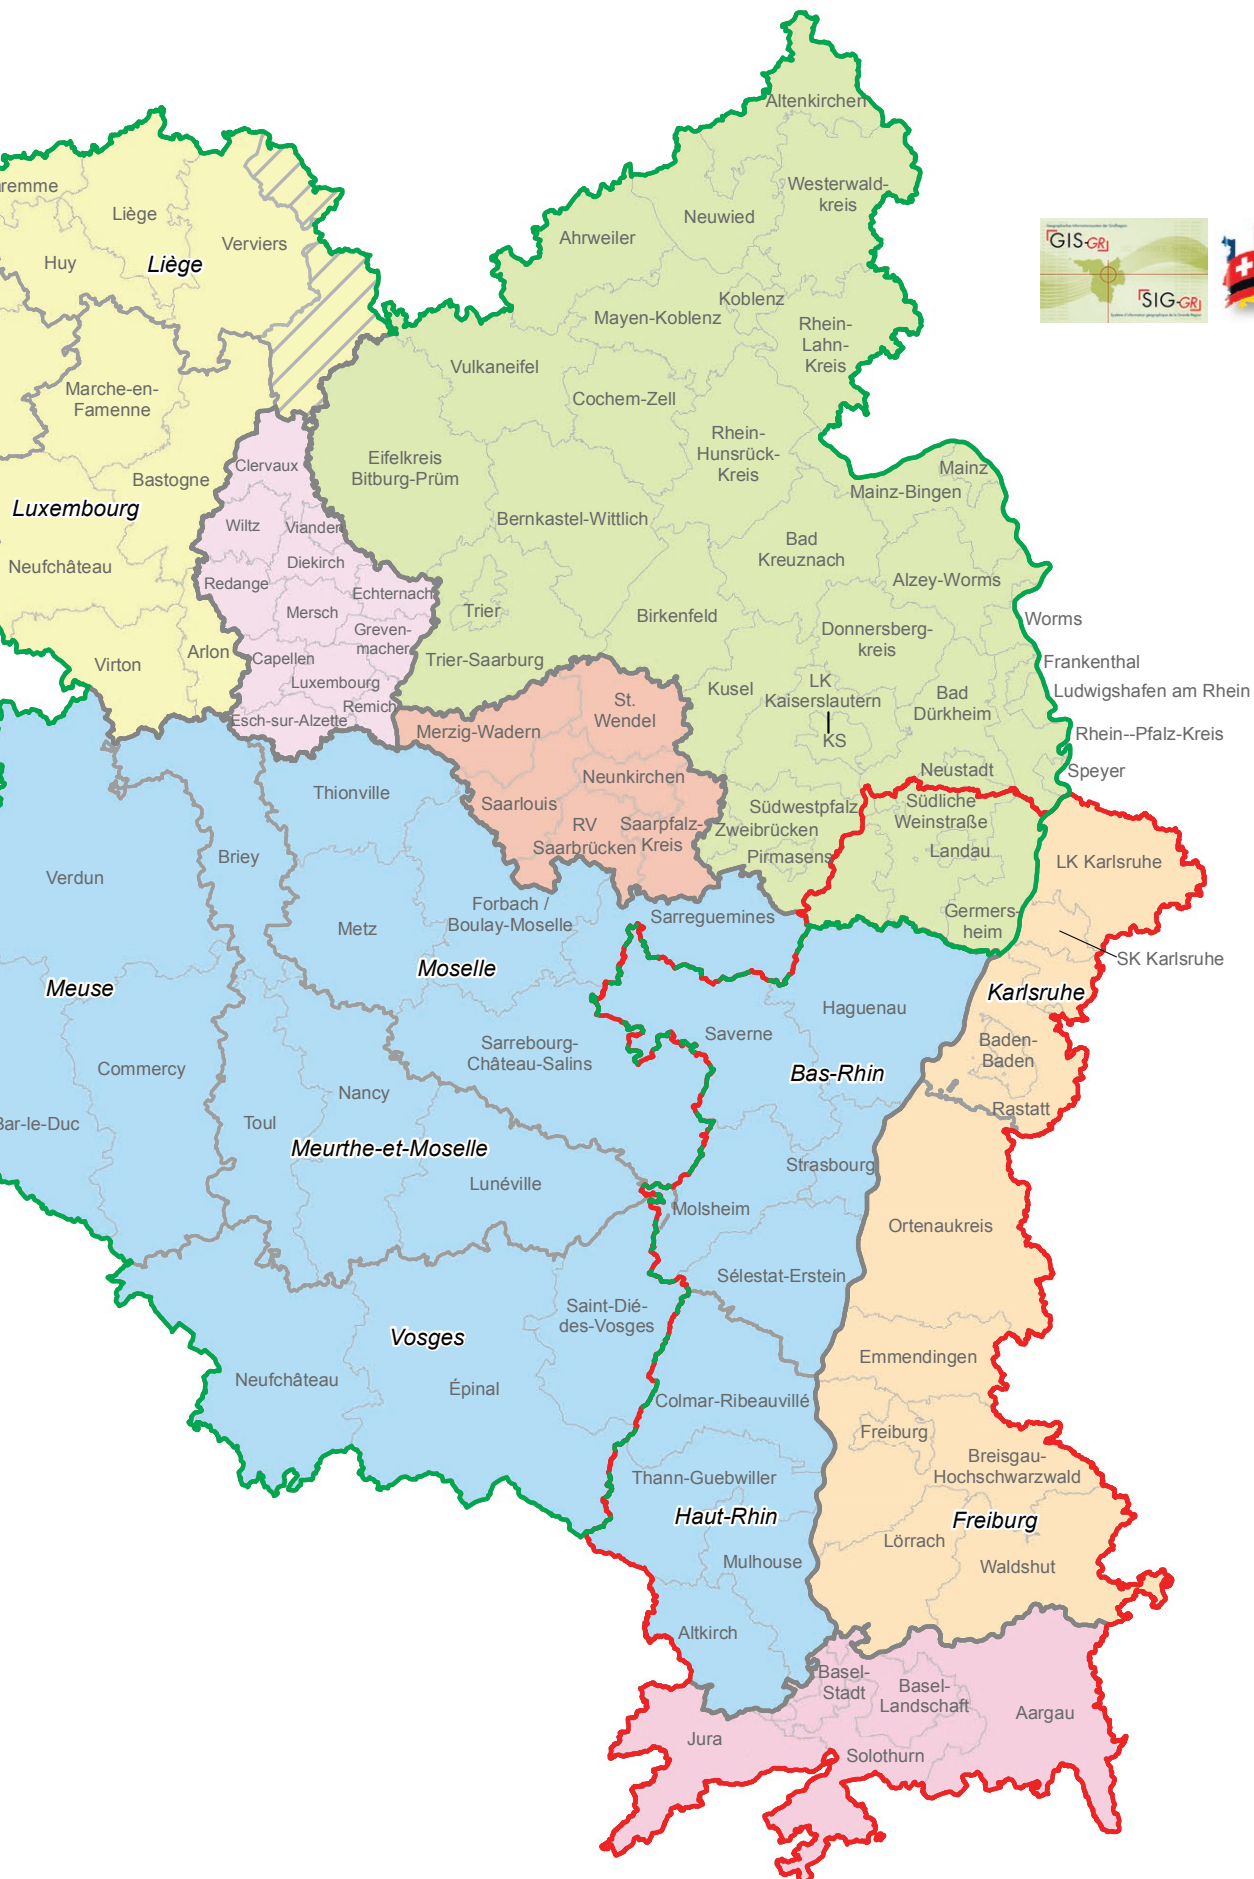 Altenkirchen
Westerwald-
kreis
Neuwied
Ahrweiler
Koblenz
Mayen-Koblenz
Rhein-
Lahn-
Kreis
Vulkaneifel
Cochem-Zell
Rhein-
Hunsrück-
Kreis
Eifelkreis
Bitburg-Prüm
Mainz
Mainz-Bingen
Bernkastel-Wittlich
Bad
Kreuznach
Alzey-Worms
Trier
Birkenfeld
Donnersberg-
kreis
Worms
Trier-Saarburg
Frankenthal
Kusel
LK
Kaiserslautern
Bad
Dürkheim
Ludwigshafen am Rhein
KS
Rhein--Pfalz-Kreis
Neustadt
Speyer
Südwestpfalz
Südliche
Weinstraße
Zweibrücken
Landau
Pirmasens
Germers-
heim
GIS-GR
SIG-GR
Liège
Verviers
Huy
Liège
Marche-en-
Famenne
Bastogne
Luxembourg
Neufchâteau
Virton
Arlon
Clervaux
Wiltz
Vianden
Diekirch
Redange
Echternach
Mersch
Greven-
macher
Capellen
Luxembourg
Remich
Esch-sur-Alzette
St.
Wendel
Merzig-Wadern
Neunkirchen
Saarlouis
RV
Saarbrücken
Saarpfalz-
Kreis
Thionville
Briey
Verdun
Metz
Forbach /
Boulay-Moselle
Sarreguemines
Moselle
Meuse
Sarrebourg-
Château-Salins
Commercy
Nancy
Bar-le-Duc
Toul
Meurthe-et-Moselle
Lunéville
Saint-Dié-
des-Vosges
Vosges
Neufchâteau
Épinal
Haguenau
Saverne
Bas-Rhin
Strasbourg
Molsheim
Sélestat-Erstein
Colmar-Ribeauvillé
Thann-Guebwiller
Haut-Rhin
Mulhouse
Altkirch
LK Karlsruhe
SK Karlsruhe
Karlsruhe
Baden-
Baden
Rastatt
Ortenaukreis
Emmendingen
Freiburg
Breisgau-
Hochschwarzwald
Freiburg
Lörrach
Waldshut
Basel-
Stadt
Basel-
Landschaft
Aargau
Jura
Solothurn